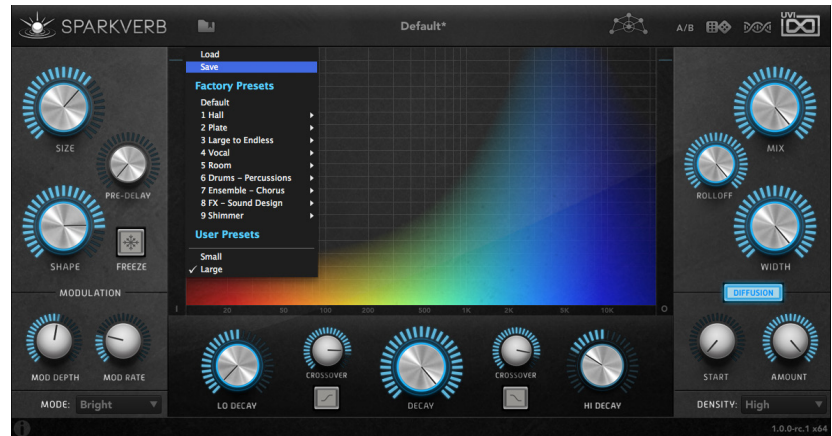 SPARKVERB
Default*
A/B
UVI
Load
Save
Factory Presets
Default
1 Hall
2 Plate
3 Large to Endless
4 Vocal
5 Room
6 Drums – Percussions
7 Ensemble – Chorus
8 FX – Sound Design
9 Shimmer
User Presets
Small
✓ Large
SIZE
PRE-DELAY
SHAPE
FREEZE
MODULATION
MOD DEPTH
MOD RATE
MODE: Bright
I
20 50 100 200 500 1K 2K 5K 10K
O
LO DECAY
CROSSOVER
DECAY
CROSSOVER
HI DECAY
MIX
ROLLOFF
WIDTH
DIFFUSION
START
AMOUNT
DENSITY: High
1.0.0-rc.1 x64